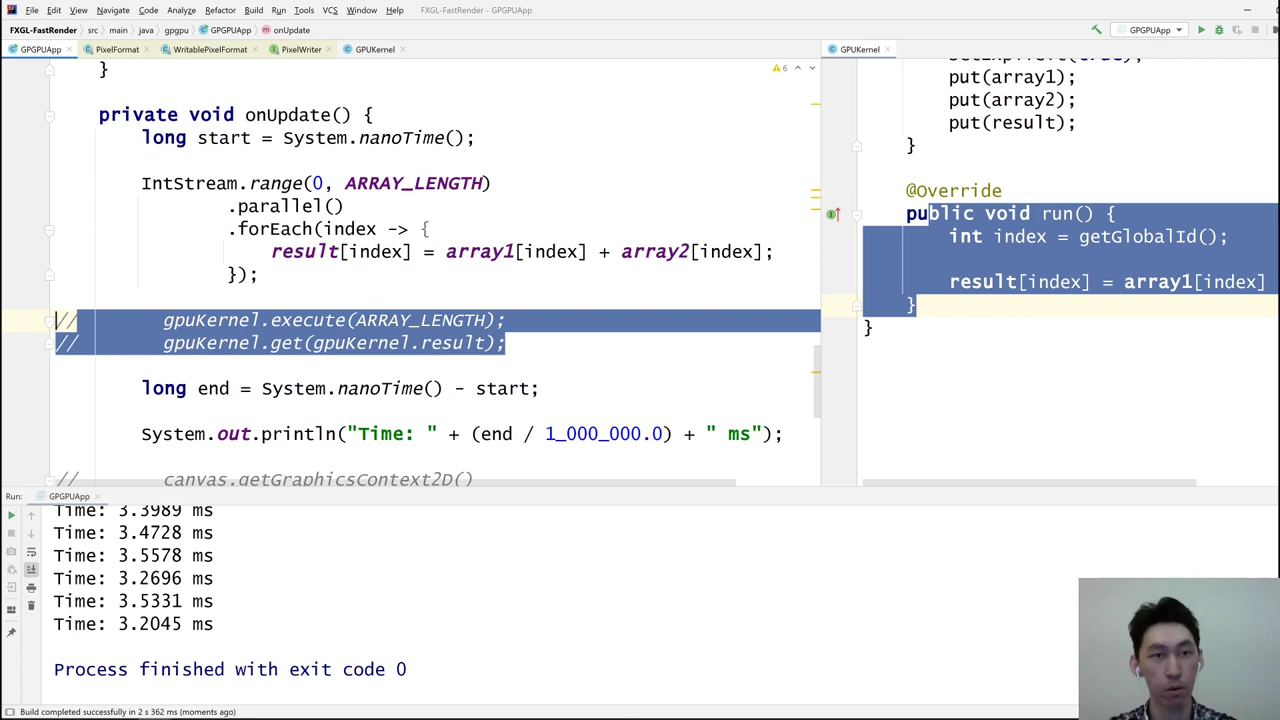 File Edit View Navigate Code Analyze Refactor Build Run Tools VCS Window Help FXGL-FastRender - GPGPUApp
FXGL-FastRender src main java gpgpu GPGPUApp onUpdate GPGPUApp
GPGPUApp PixelFormat WritablePixelFormat PixelWriter GPUKernel
}
6
private void onUpdate() {
long start = System.nanoTime();
IntStream.range(0, ARRAY_LENGTH)
.parallel()
.forEach(index -> {
result[index] = array1[index] + array2[index];
});
// gpuKernel.execute(ARRAY_LENGTH);
// gpuKernel.get(gpuKernel.result);
long end = System.nanoTime() - start;
System.out.println("Time: " + (end / 1_000_000.0) + " ms");
// canvas.getGraphicsContext2D()
GPUKernel
put(array1);
put(array2);
put(result);
}
@Override
public void run() {
int index = getGlobalId();
result[index] = array1[index]
}
}
Run: GPGPUApp
Time: 3.3989 ms
Time: 3.4728 ms
Time: 3.5578 ms
Time: 3.2696 ms
Time: 3.5331 ms
Time: 3.2045 ms
Process finished with exit code 0
Build completed successfully in 2 s 362 ms (moments ago)